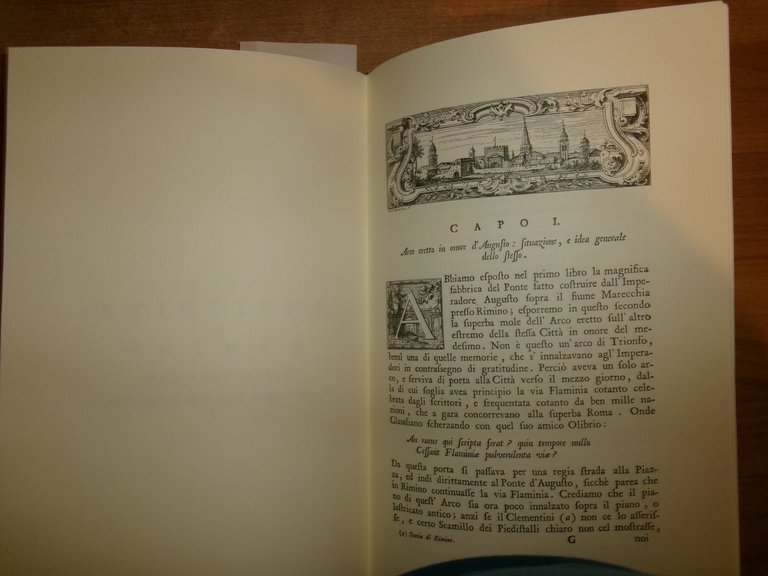 CAPO I.
Arco eretto in onore d'Augusto: situazione, e idea generale
dello stesso.
ABbiamo esposto nel primo libro la magnifica
fabbrica del Ponte fatto costruire dall' Impe-
radore Augusto sopra il fiume Marecchia
presso Rimino; esporremo in questo secondo
la superba mole dell' Arco eretto sull' altro
estremo della stessa Città in onore del me-
desimo. Non è questo un' arco di Trionfo,
bensì una di quelle memorie, che s' innalzavano agl' Impera-
dori in contrassegno di gratitudine. Perciò aveva un solo ar-
co, e serviva di porta alla Città verso il mezzo giorno, dal-
la di cui soglia avea principio la via Flaminia cotanto cele-
brata dagli scrittori, e frequentata cotanto da ben mille na-
zioni, che a gara concorrevano alla superba Roma. Onde
Claudiano scherzando con quel suo amico Olibrio:
An rarus qui scripta ferat? quin tempore nullo
Cessant Flaminiæ pulverulenta viæ?
Da questa porta si passava per una regia strada alla Piaz-
za, ed indi direttamente al Ponte d'Augusto, sicchè parea che
in Rimino continuasse la via Flaminia. Crediamo che il pia-
no di quest' Arco sia ora poco innalzato sopra il piano, o
lastricato antico; anzi se il Clementini (a) non ce lo asseris-
se, e certo Scamillo dei Piedistalli chiaro non cel mostrasse,
(a) Storia di Rimino.
G
noi